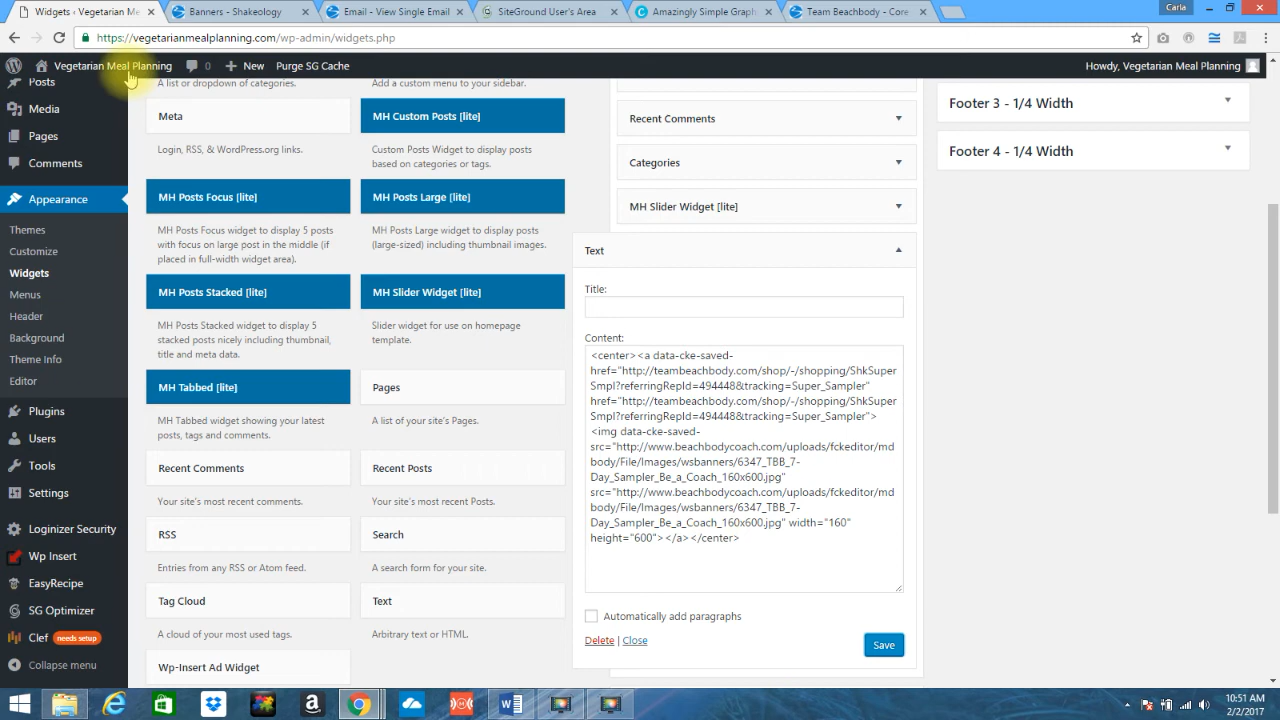 Widgets ‹ Vegetarian Me
Banners - Shakeology
Email - View Single Email
SiteGround User's Area
Amazingly Simple Graph
Team Beachbody - Core
Carla
https://vegetarianmealplanning.com/wp-admin/widgets.php
Vegetarian Meal Planning
0
New
Purge SG Cache
Howdy, Vegetarian Meal Planning
Posts
Media
Pages
Comments
Appearance
Themes
Customize
Widgets
Menus
Header
Background
Theme Info
Editor
Plugins
Users
Tools
Settings
Loginizer Security
Wp Insert
EasyRecipe
SG Optimizer
Clef needs setup
Collapse menu
A list or dropdown of categories.
Add a custom menu to your sidebar.
Meta
Login, RSS, & WordPress.org links.
MH Custom Posts [lite]
Custom Posts Widget to display posts
based on categories or tags.
MH Posts Focus [lite]
MH Posts Focus widget to display 5 posts
with focus on large post in the middle (if
placed in full-width widget area).
MH Posts Large [lite]
MH Posts Large widget to display posts
(large-sized) including thumbnail images.
MH Posts Stacked [lite]
MH Posts Stacked widget to display 5
stacked posts nicely including thumbnail,
title and meta data.
MH Slider Widget [lite]
Slider widget for use on homepage
template.
MH Tabbed [lite]
MH Tabbed widget showing your latest
posts, tags and comments.
Pages
A list of your site's Pages.
Recent Comments
Your site's most recent comments.
Recent Posts
Your site's most recent Posts.
RSS
Entries from any RSS or Atom feed.
Search
A search form for your site.
Tag Cloud
A cloud of your most used tags.
Text
Arbitrary text or HTML.
Wp-Insert Ad Widget
Recent Comments
Categories
MH Slider Widget [lite]
Text
Title:
Content:
<center><a data-cke-saved-
href="http://teambeachbody.com/shop/-/shopping/ShkSuper
Smpl?referringRepId=494448&tracking=Super_Sampler"
href="http://teambeachbody.com/shop/-/shopping/ShkSuper
Smpl?referringRepId=494448&tracking=Super_Sampler">
<img data-cke-saved-
src="http://www.beachbodycoach.com/uploads/fckeditor/md
body/File/Images/wsbanners/6347_TBB_7-
Day_Sampler_Be_a_Coach_160x600.jpg"
src="http://www.beachbodycoach.com/uploads/fckeditor/md
body/File/Images/wsbanners/6347_TBB_7-
Day_Sampler_Be_a_Coach_160x600.jpg" width="160"
height="600"></a></center>
Automatically add paragraphs
Delete | Close
Save
Footer 3 - 1/4 Width
Footer 4 - 1/4 Width
10:51 AM
2/2/2017